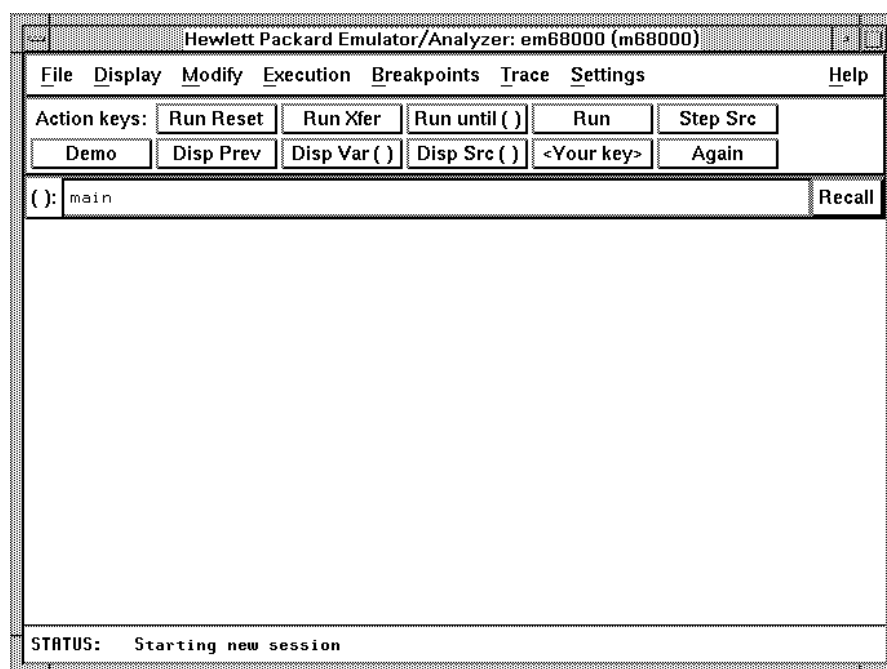 Hewlett Packard Emulator/Analyzer: em68000 (m68000)
File Display Modify Execution Breakpoints Trace Settings Help
Action keys: Run Reset Run Xfer Run until ( ) Run Step Src
Demo Disp Prev Disp Var ( ) Disp Src ( ) <Your key> Again
( ): main Recall
STATUS: Starting new session